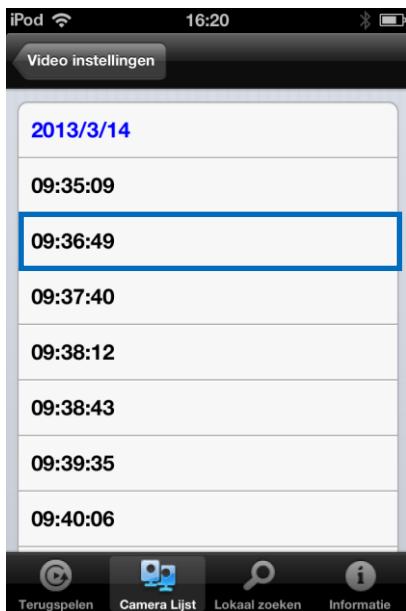 iPod 16:20
Video instellingen
2013/3/14
09:35:09
09:36:49
09:37:40
09:38:12
09:38:43
09:39:35
09:40:06
Terugspelen Camera Lijst Lokaal zoeken Informatie